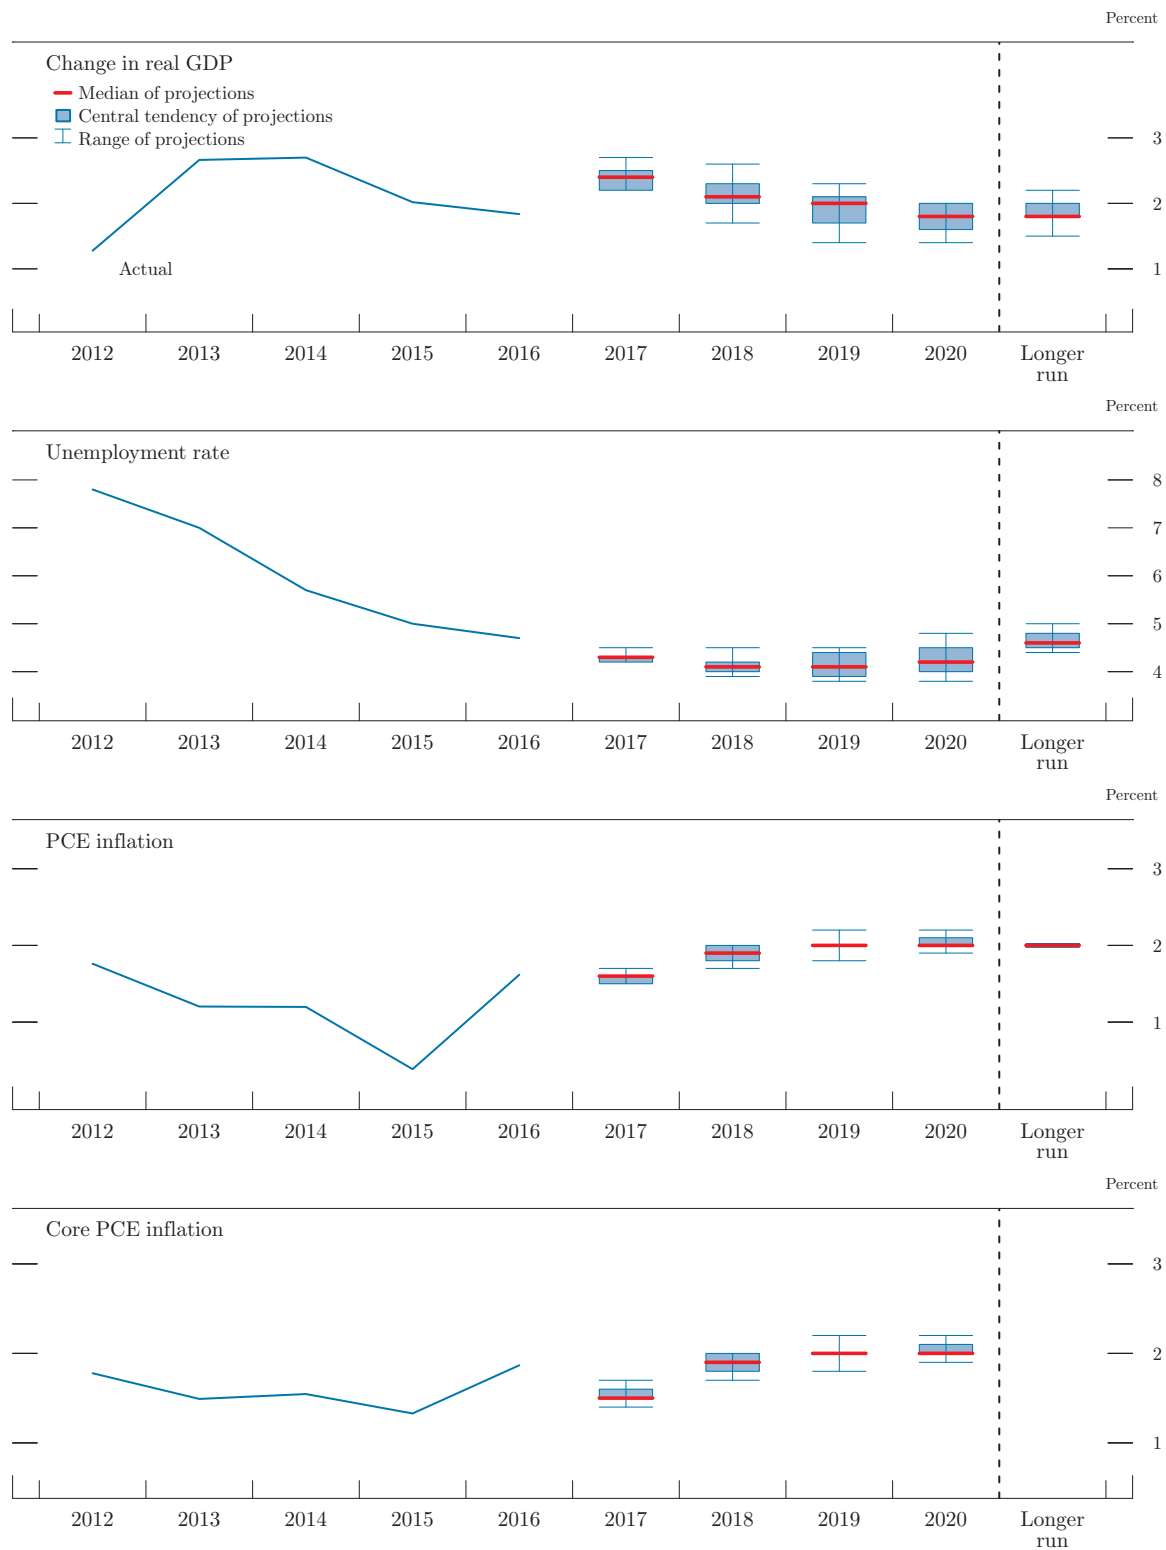 Percent
Change in real GDP
Median of projections
Central tendency of projections
Range of projections
3
2
1
Actual
2012 2013 2014 2015 2016 2017 2018 2019 2020 Longer
run
Percent
Unemployment rate
8
7
6
5
4
2012 2013 2014 2015 2016 2017 2018 2019 2020 Longer
run
Percent
PCE inflation
3
2
1
2012 2013 2014 2015 2016 2017 2018 2019 2020 Longer
run
Percent
Core PCE inflation
3
2
1
2012 2013 2014 2015 2016 2017 2018 2019 2020 Longer
run